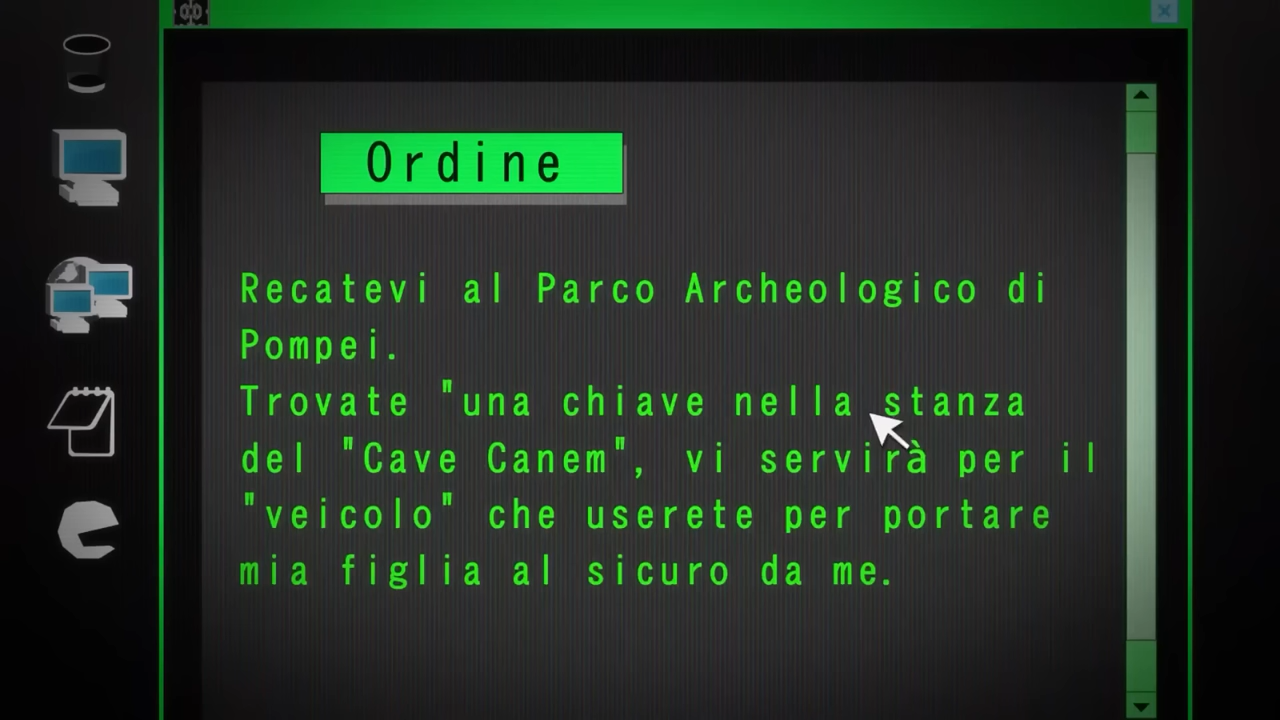 Ordine
Recatevi al Parco Archeologico di
Pompei.
Trovate "una chiave nella stanza
del "Cave Canem", vi servirà per il
"veicolo" che userete per portare
mia figlia al sicuro da me.